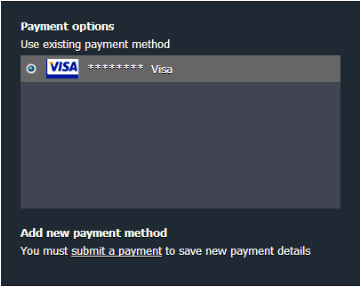 Payment options
Use existing payment method
VISA ******** Visa
Add new payment method
You must submit a payment to save new payment details